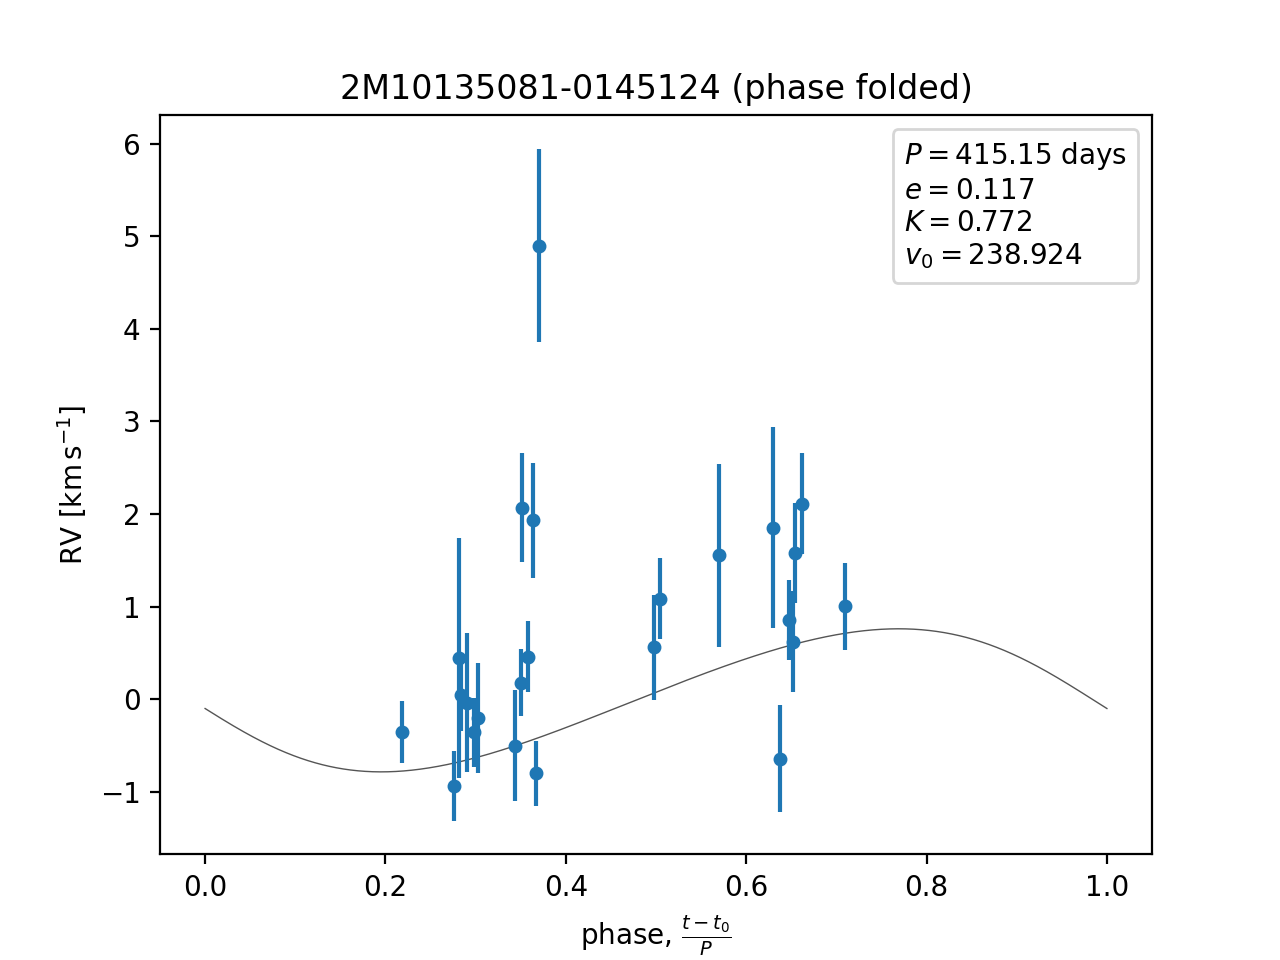 2M10135081-0145124 (phase folded)
P = 415.15 days
e = 0.117
K = 0.772
v₀ = 238.924
RV [km s⁻¹]
6
5
4
3
2
1
0
−1
0.0 0.2 0.4 0.6 0.8 1.0
phase, (t − t₀)/P